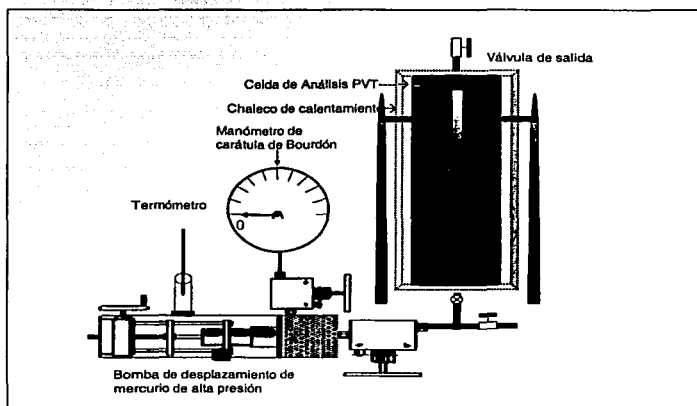 Válvula de salida
Celda de Análisis PVT
Chaleco de calentamiento
Manómetro de
carátula de Bourdón
Termómetro
0
Bomba de desplazamiento de
mercurio de alta presión